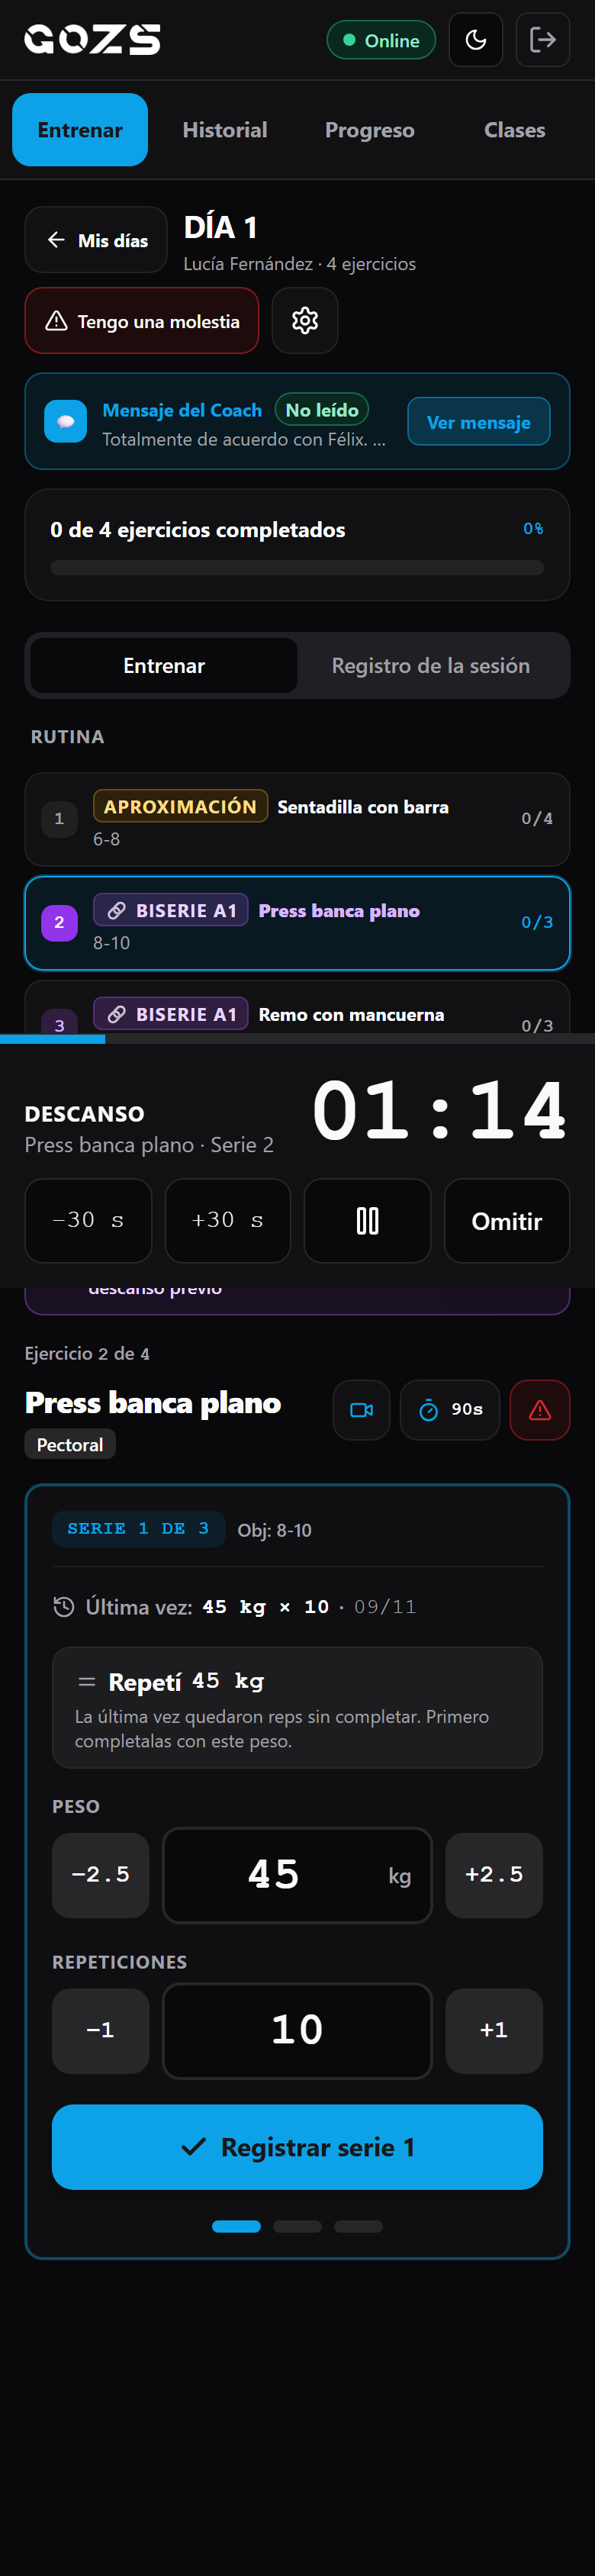 GOZS
Online
Entrenar Historial Progreso Clases
Mis días
DÍA 1
Lucía Fernández · 4 ejercicios
Tengo una molestia
Mensaje del Coach No leído
Totalmente de acuerdo con Félix. ...
Ver mensaje
0 de 4 ejercicios completados 0%
Entrenar Registro de la sesión
RUTINA
1 APROXIMACIÓN Sentadilla con barra 0/4
6-8
2 BISERIE A1 Press banca plano 0/3
8-10
3 BISERIE A1 Remo con mancuerna 0/3
DESCANSO 01:14
Press banca plano · Serie 2
−30 s +30 s Omitir
descanso previo
Ejercicio 2 de 4
Press banca plano 90s
Pectoral
SERIE 1 DE 3 Obj: 8-10
Última vez: 45 kg × 10 · 09/11
= Repetí 45 kg
La última vez quedaron reps sin completar. Primero
completalas con este peso.
PESO
−2.5 45 kg +2.5
REPETICIONES
−1 10 +1
Registrar serie 1